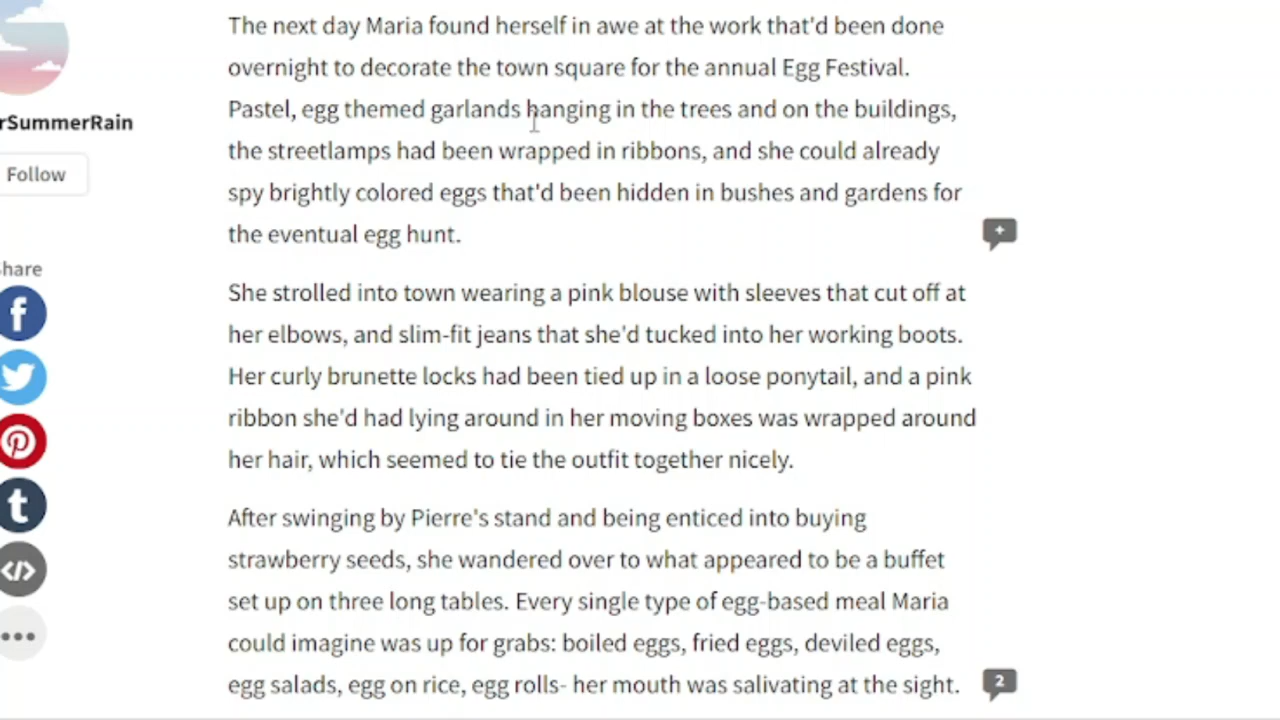 The next day Maria found herself in awe at the work that'd been done
overnight to decorate the town square for the annual Egg Festival.
Pastel, egg themed garlands hanging in the trees and on the buildings,
rSummerRain
the streetlamps had been wrapped in ribbons, and she could already
Follow
spy brightly colored eggs that'd been hidden in bushes and gardens for
the eventual egg hunt.
+
hare
She strolled into town wearing a pink blouse with sleeves that cut off at
her elbows, and slim-fit jeans that she'd tucked into her working boots.
Her curly brunette locks had been tied up in a loose ponytail, and a pink
ribbon she'd had lying around in her moving boxes was wrapped around
her hair, which seemed to tie the outfit together nicely.
After swinging by Pierre's stand and being enticed into buying
strawberry seeds, she wandered over to what appeared to be a buffet
set up on three long tables. Every single type of egg-based meal Maria
could imagine was up for grabs: boiled eggs, fried eggs, deviled eggs,
egg salads, egg on rice, egg rolls- her mouth was salivating at the sight.
2